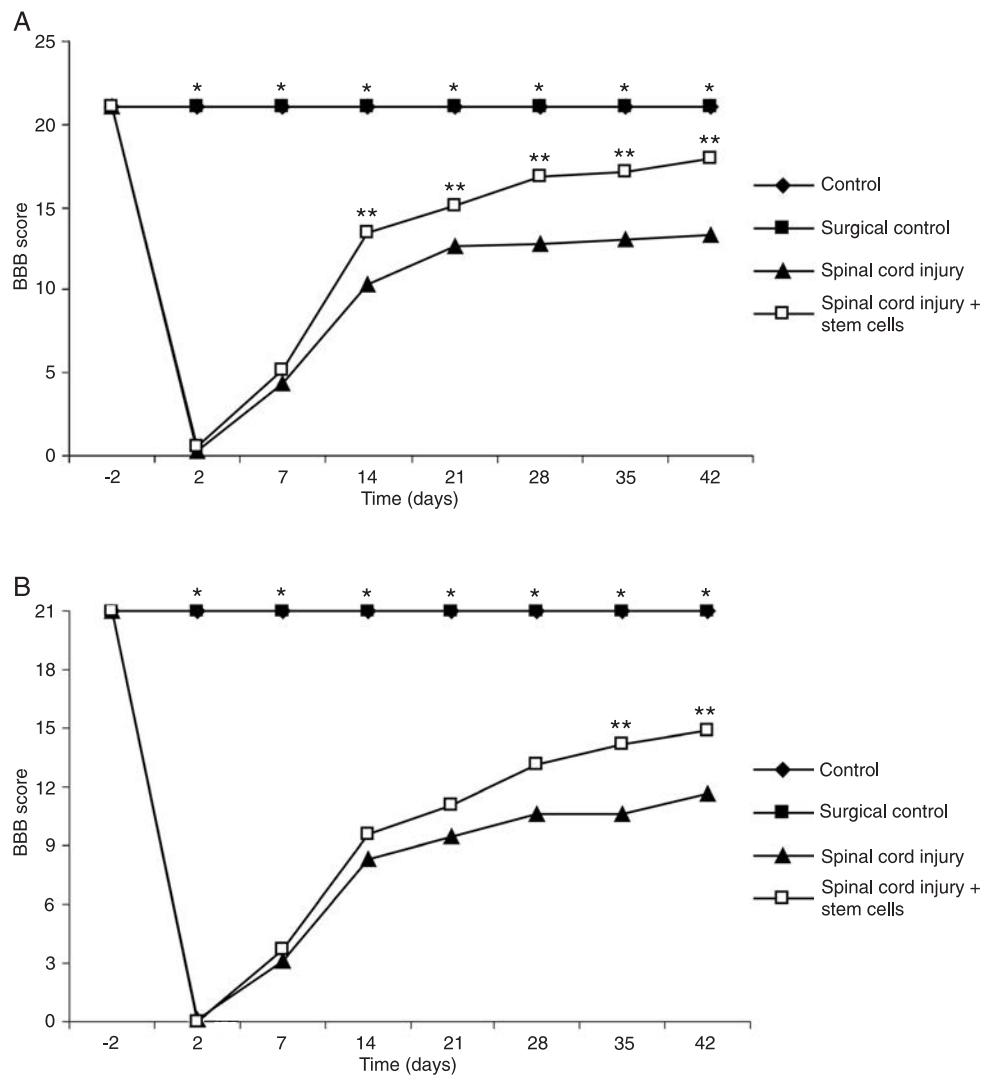 A
25
20
15
10
5
0
BBB score
* * * * * * *
** ** ** ** **
-2 2 7 14 21 28 35 42
Time (days)
Control
Surgical control
Spinal cord injury
Spinal cord injury +
stem cells
B
21
18
15
12
9
6
3
0
BBB score
* * * * * * *
** **
-2 2 7 14 21 28 35 42
Time (days)
Control
Surgical control
Spinal cord injury
Spinal cord injury +
stem cells